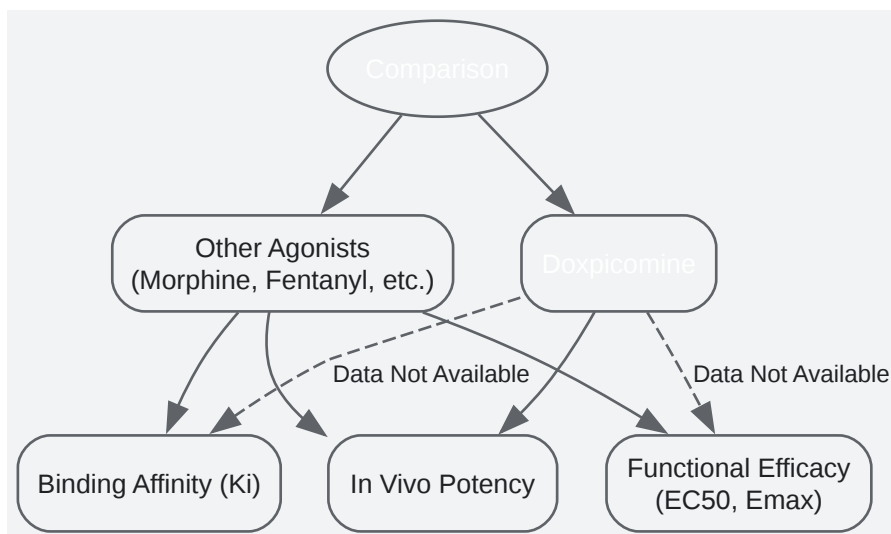 Comparison
Other Agonists
(Morphine, Fentanyl, etc.)
Doxpicomine
Data Not Available
Data Not Available
Binding Affinity (Ki)
In Vivo Potency
Functional Efficacy
(EC50, Emax)